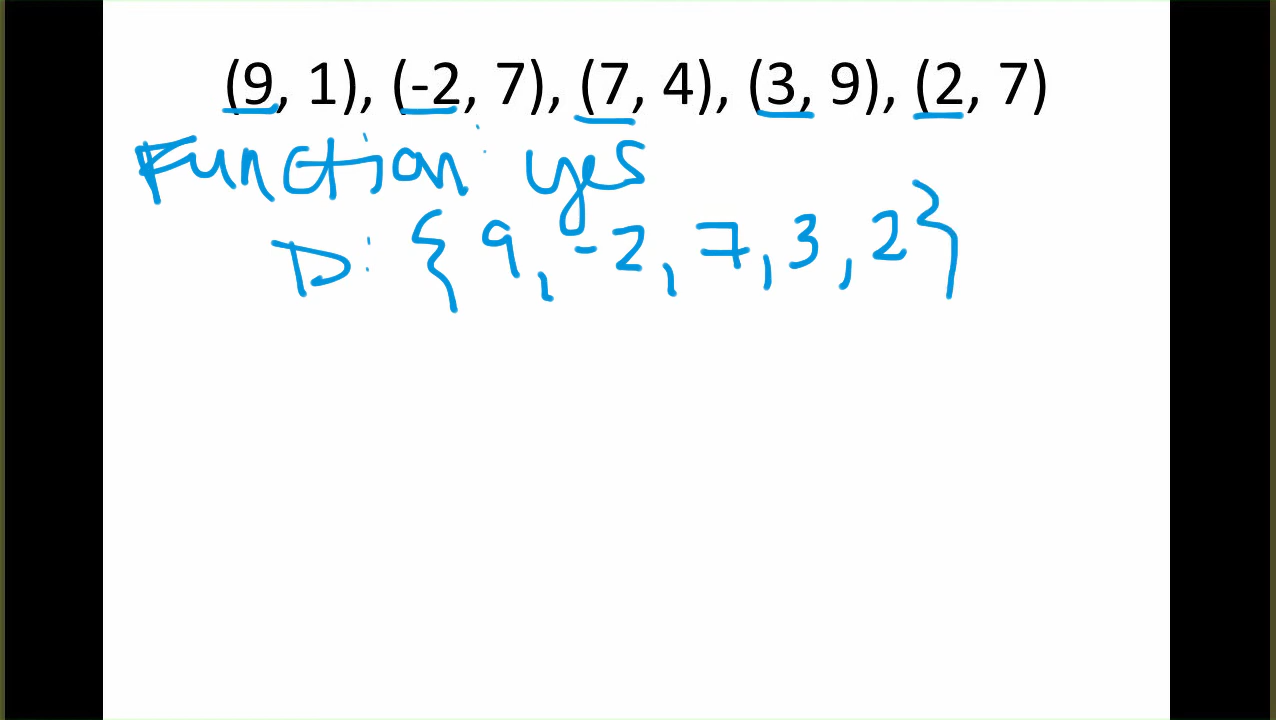 (9, 1), (-2, 7), (7, 4), (3, 9), (2, 7)
Function: yes
D: {9, -2, 7, 3, 2}